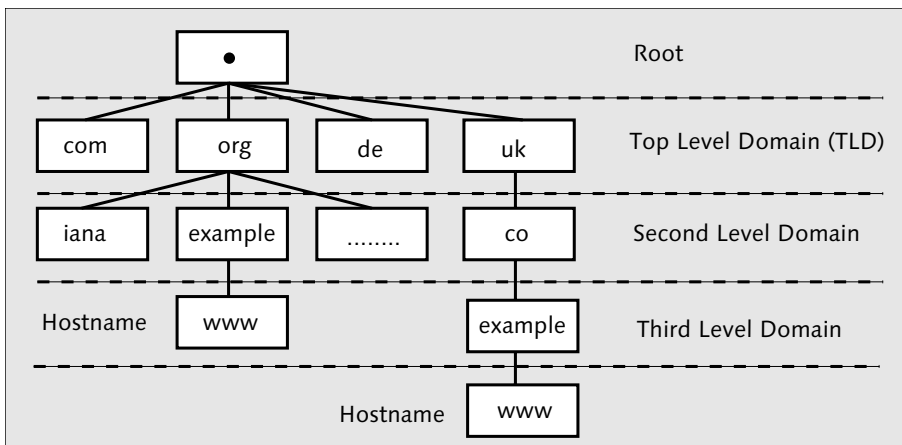 • Root
com org de uk Top Level Domain (TLD)
iana example ........ co Second Level Domain
Hostname www example Third Level Domain
Hostname www